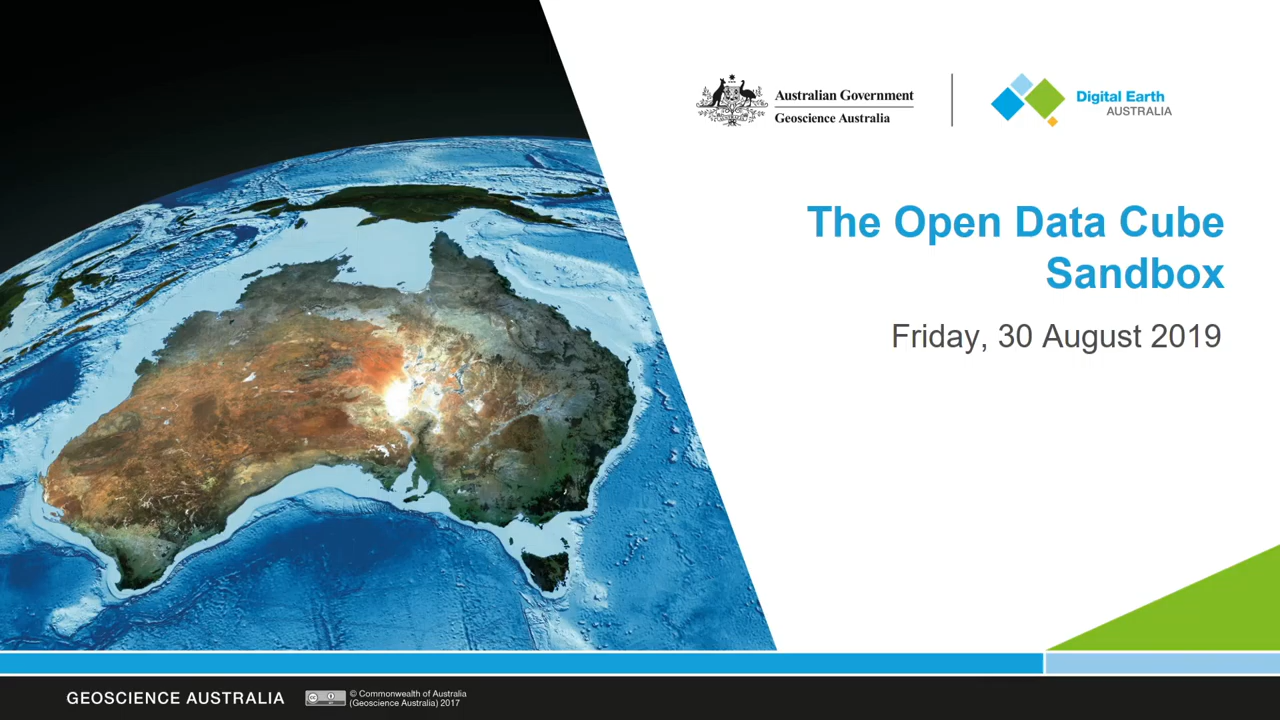 Australian Government
Geoscience Australia
Digital Earth
AUSTRALIA
The Open Data Cube
Sandbox
Friday, 30 August 2019
GEOSCIENCE AUSTRALIA
© Commonwealth of Australia
(Geoscience Australia) 2017